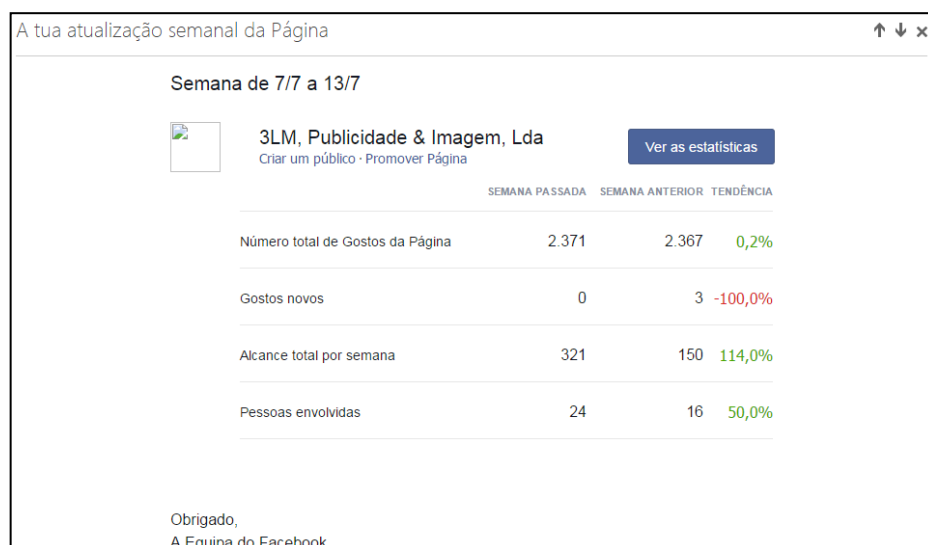 A tua atualização semanal da Página
Semana de 7/7 a 13/7
3LM, Publicidade & Imagem, Lda
Criar um público · Promover Página
Ver as estatísticas
SEMANA PASSADA SEMANA ANTERIOR TENDÊNCIA
Número total de Gostos da Página 2.371 2.367 0,2%
Gostos novos 0 3 -100,0%
Alcance total por semana 321 150 114,0%
Pessoas envolvidas 24 16 50,0%
Obrigado,
A Equipa do Facebook